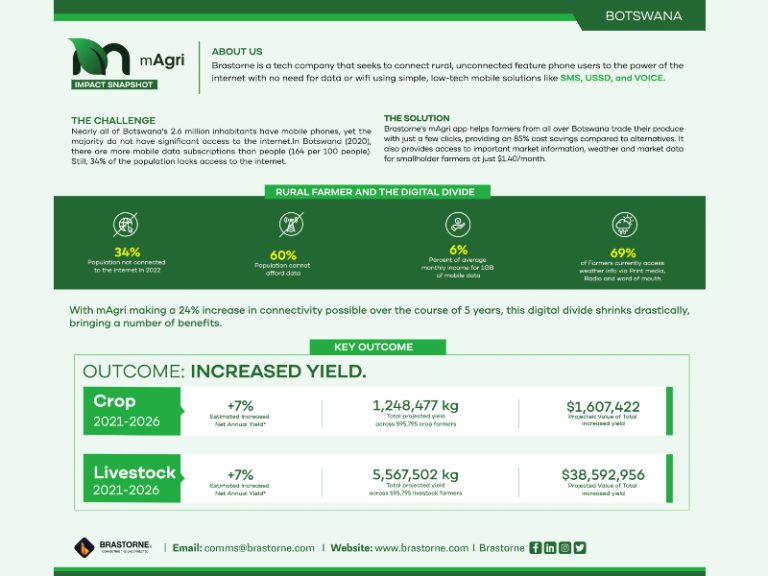 BOTSWANA
mAgri
IMPACT SNAPSHOT
ABOUT US
Brastorne is a tech company that seeks to connect rural, unconnected feature phone users to the power of the
internet with no need for data or wifi using simple, low-tech mobile solutions like SMS, USSD, and VOICE.
THE CHALLENGE
Nearly all of Botswana's 2.6 million inhabitants have mobile phones, yet the
majority do not have significant access to the internet.In Botswana (2020),
there are more mobile data subscriptions than people (164 per 100 people).
Still, 34% of the population lacks access to the internet.
THE SOLUTION
Brastorne's mAgri app helps farmers from all over Botswana trade their produce
with just a few clicks, providing an 85% cost savings compared to alternatives. It
also provides access to important market information, weather and market data
for smallholder farmers at just $1.40/month.
RURAL FARMER AND THE DIGITAL DIVIDE
34%
Population not connected
to the internet in 2022
60%
Population cannot
afford data
6%
Percent of average
monthly income for 1GB
of mobile data
69%
of Farmers currently access
weather info via Print media,
Radio and word of mouth.
With mAgri making a 24% increase in connectivity possible over the course of 5 years, this digital divide shrinks drastically,
bringing a number of benefits.
KEY OUTCOME
OUTCOME: INCREASED YIELD.
Crop
2021-2026
+7%
Estimated Increased
Net Annual Yield*
1,248,477 kg
Total projected yield
across 595,795 crop farmers
$1,607,422
Projected Value of Total
increased yield
Livestock
2021-2026
+7%
Estimated Increased
Net Annual Yield*
5,567,502 kg
Total projected yield
across 595,795 livestock farmers
$38,592,956
Projected Value of Total
increased yield
BRASTORNE
CONNECTING THE UNCONNECTED
| Email: comms@brastorne.com | Website: www.brastorne.com | Brastorne